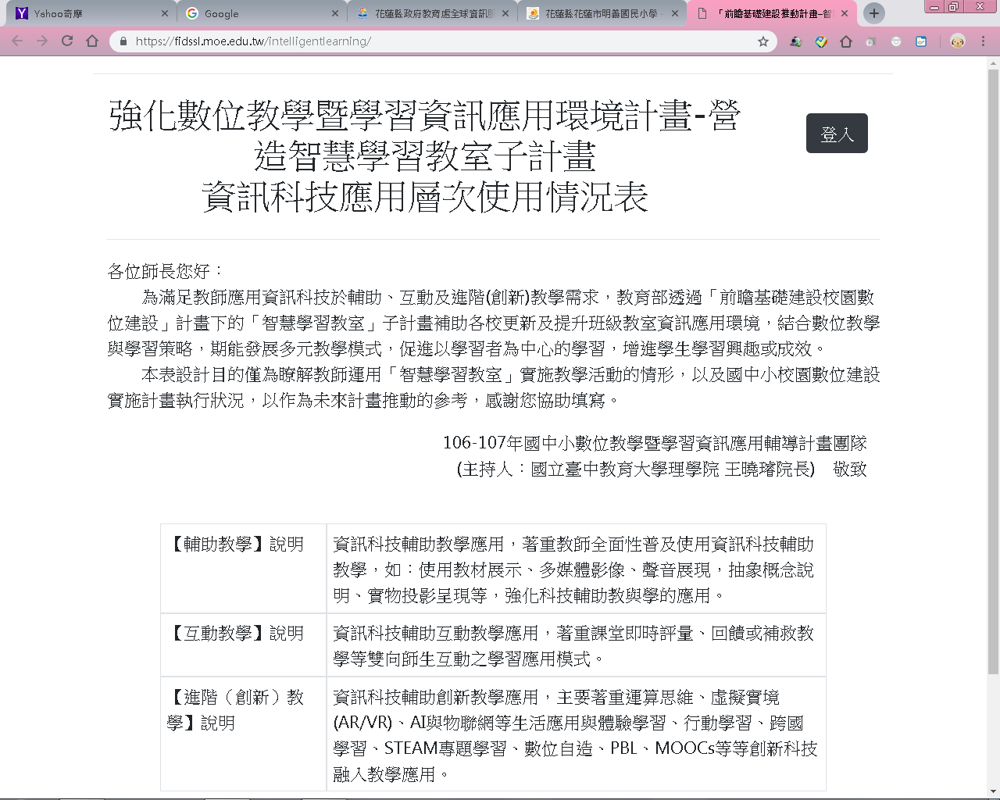 Yahoo奇摩
Google
花蓮縣政府教育處全球資訊
花蓮縣花蓮市明義國民小學 -
「前瞻基礎建設推動計畫–智
https://fidssl.moe.edu.tw/intelligentlearning/
強化數位教學暨學習資訊應用環境計畫-營
造智慧學習教室子計畫
資訊科技應用層次使用情況表
登入
各位師長您好：
為滿足教師應用資訊科技於輔助、互動及進階(創新)教學需求，教育部透過「前瞻基礎建設校園數
位建設」計畫下的「智慧學習教室」子計畫補助各校更新及提升班級教室資訊應用環境，結合數位教學
與學習策略，期能發展多元教學模式，促進以學習者為中心的學習，增進學生學習興趣或成效。
本表設計目的僅為瞭解教師運用「智慧學習教室」實施教學活動的情形，以及國中小校園數位建設
實施計畫執行狀況，以作為未來計畫推動的參考，感謝您協助填寫。
106-107年國中小數位教學暨學習資訊應用輔導計畫團隊
(主持人：國立臺中教育大學理學院 王曉璿院長)　敬致
【輔助教學】說明
資訊科技輔助教學應用，著重教師全面性普及使用資訊科技輔助
教學，如：使用教材展示、多媒體影像、聲音展現，抽象概念說
明、實物投影呈現等，強化科技輔助教與學的應用。
【互動教學】說明
資訊科技輔助互動教學應用，著重課堂即時評量、回饋或補救教
學等雙向師生互動之學習應用模式。
【進階（創新）教
學】說明
資訊科技輔助創新教學應用，主要著重運算思維、虛擬實境
(AR/VR)、AI與物聯網等生活應用與體驗學習、行動學習、跨國
學習、STEAM專題學習、數位自造、PBL、MOOCs等等創新科技
融入教學應用。